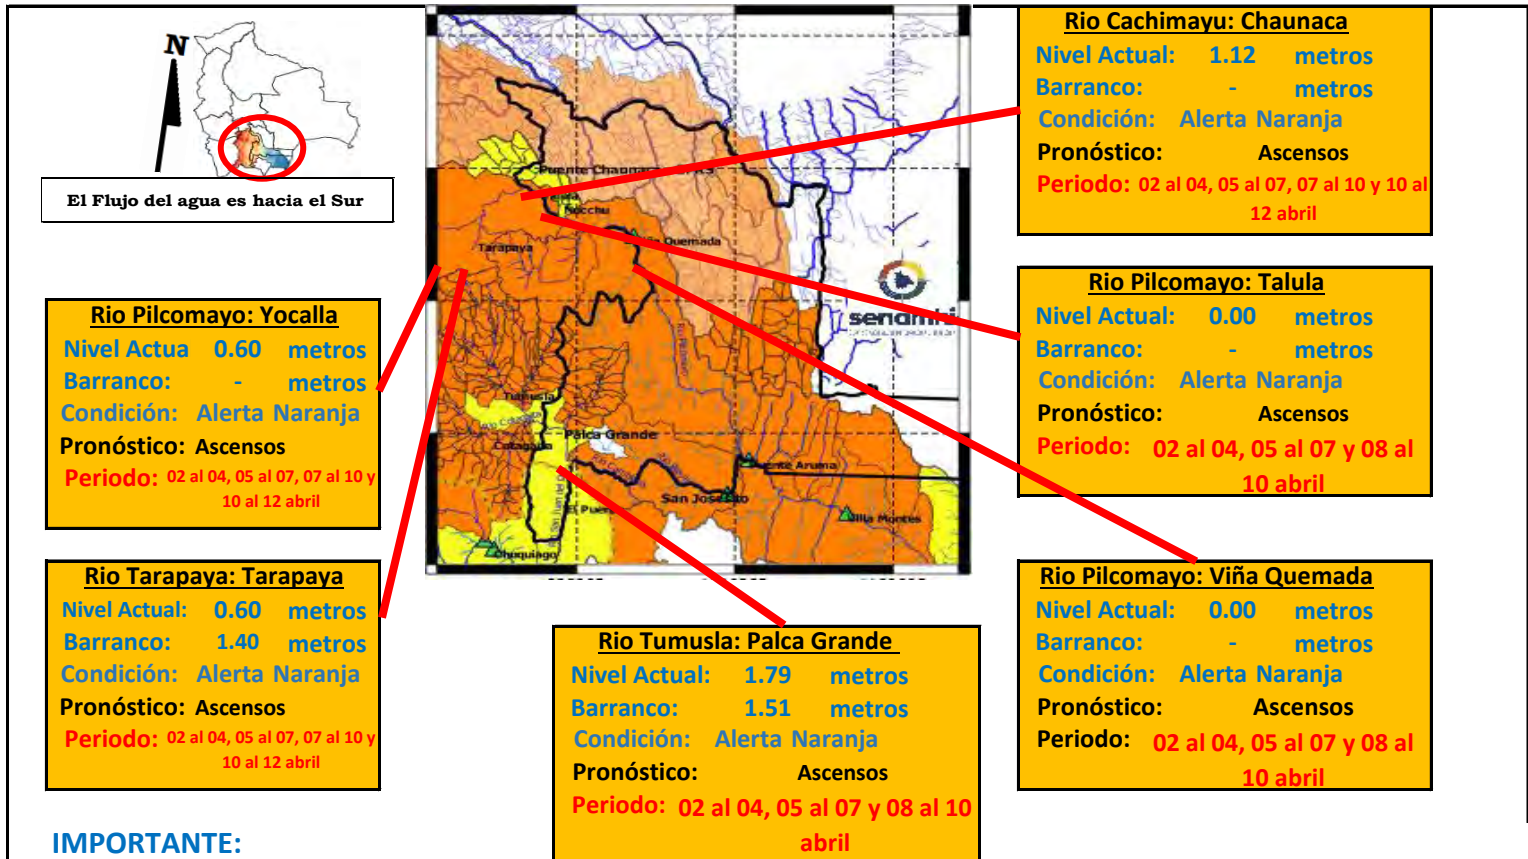 N
El Flujo del agua es hacia el Sur
Rio Pilcomayo: Yocalla
Nivel Actua 0.60 metros
Barranco: - metros
Condición: Alerta Naranja
Pronóstico: Ascensos
Periodo: 02 al 04, 05 al 07, 07 al 10 y
10 al 12 abril
Rio Tarapaya: Tarapaya
Nivel Actual: 0.60 metros
Barranco: 1.40 metros
Condición: Alerta Naranja
Pronóstico: Ascensos
Periodo: 02 al 04, 05 al 07, 07 al 10 y
10 al 12 abril
Puente Chaunaca
Nucchu
Viña Quemada
Tarapaya
senamhi
Tumusla
Palca Grande
Cotagaita
Puente Aruma
San Josesito
Villa Montes
El Puente
Chuquiago
Rio Tumusla: Palca Grande
Nivel Actual: 1.79 metros
Barranco: 1.51 metros
Condición: Alerta Naranja
Pronóstico: Ascensos
Periodo: 02 al 04, 05 al 07 y 08 al 10
abril
Rio Cachimayu: Chaunaca
Nivel Actual: 1.12 metros
Barranco: - metros
Condición: Alerta Naranja
Pronóstico: Ascensos
Periodo: 02 al 04, 05 al 07, 07 al 10 y 10 al
12 abril
Rio Pilcomayo: Talula
Nivel Actual: 0.00 metros
Barranco: - metros
Condición: Alerta Naranja
Pronóstico: Ascensos
Periodo: 02 al 04, 05 al 07 y 08 al
10 abril
Rio Pilcomayo: Viña Quemada
Nivel Actual: 0.00 metros
Barranco: - metros
Condición: Alerta Naranja
Pronóstico: Ascensos
Periodo: 02 al 04, 05 al 07 y 08 al
10 abril
IMPORTANTE: